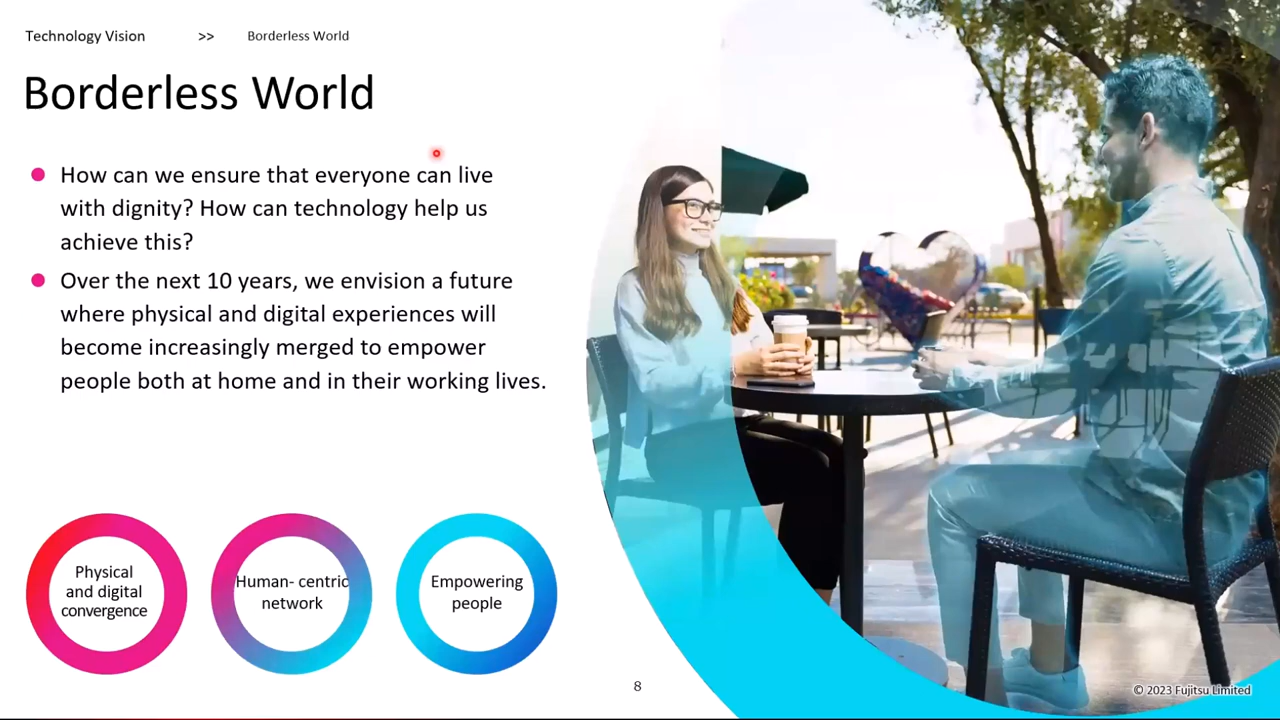 Technology Vision >> Borderless World
Borderless World
How can we ensure that everyone can live
with dignity? How can technology help us
achieve this?
Over the next 10 years, we envision a future
where physical and digital experiences will
become increasingly merged to empower
people both at home and in their working lives.
Physical
and digital
convergence
Human- centric
network
Empowering
people
8
© 2023 Fujitsu Limited